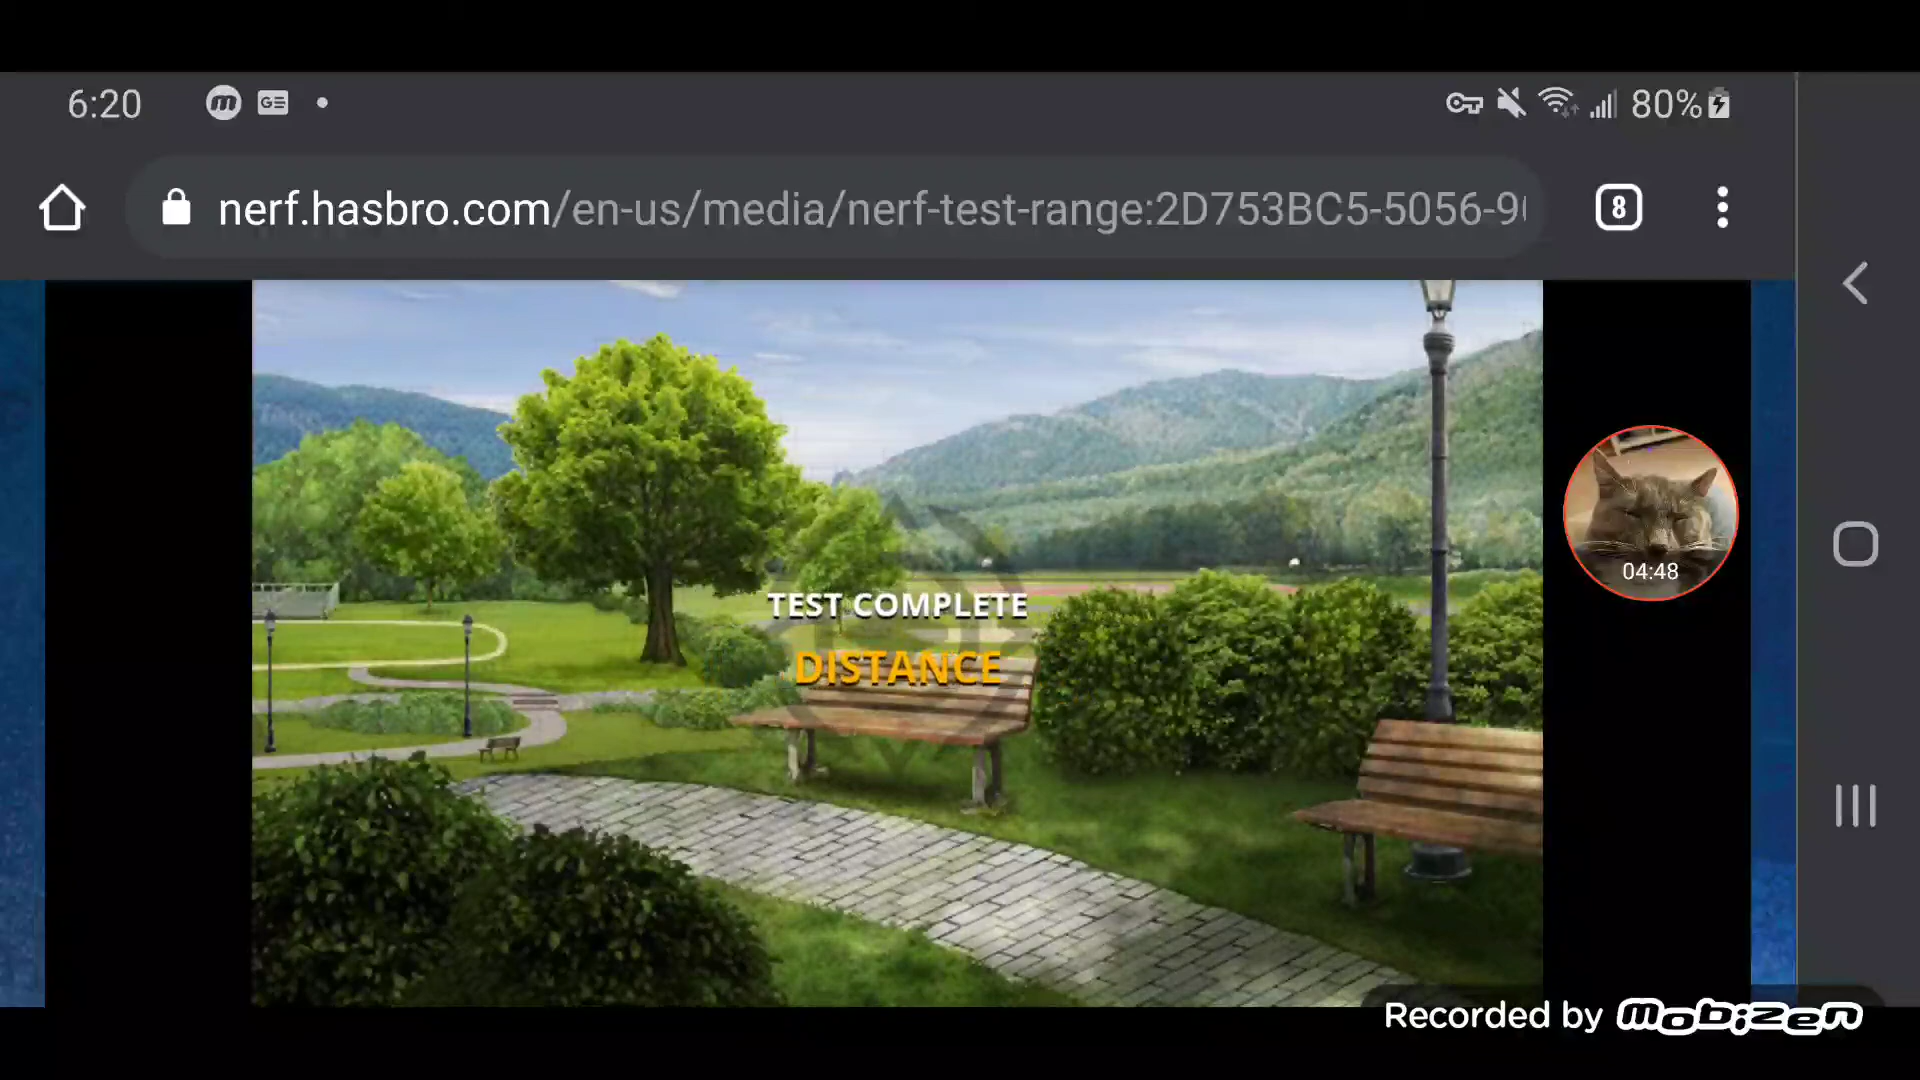 6:20
m GE
80%
nerf.hasbro.com/en-us/media/nerf-test-range:2D753BC5-5056-9
8
04:48
TEST COMPLETE
DISTANCE
Recorded by mobizen